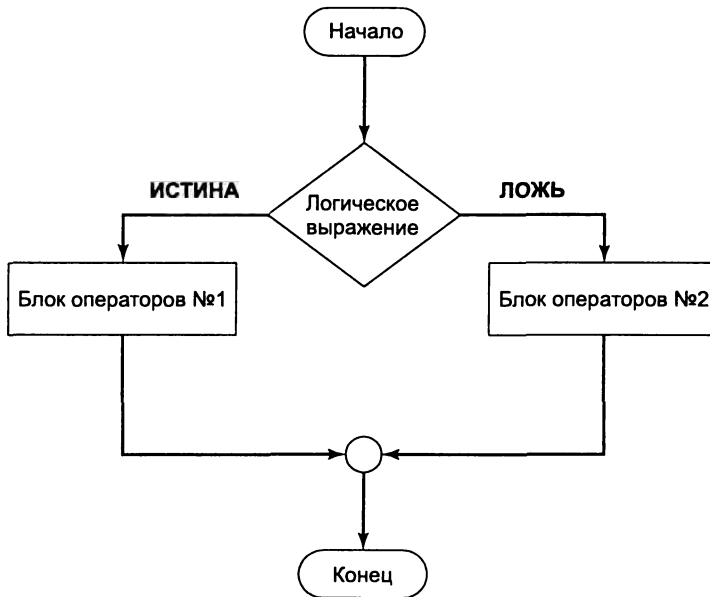 Начало
ИСТИНА
ЛОЖЬ
Логическое
выражение
Блок операторов №1
Блок операторов №2
Конец